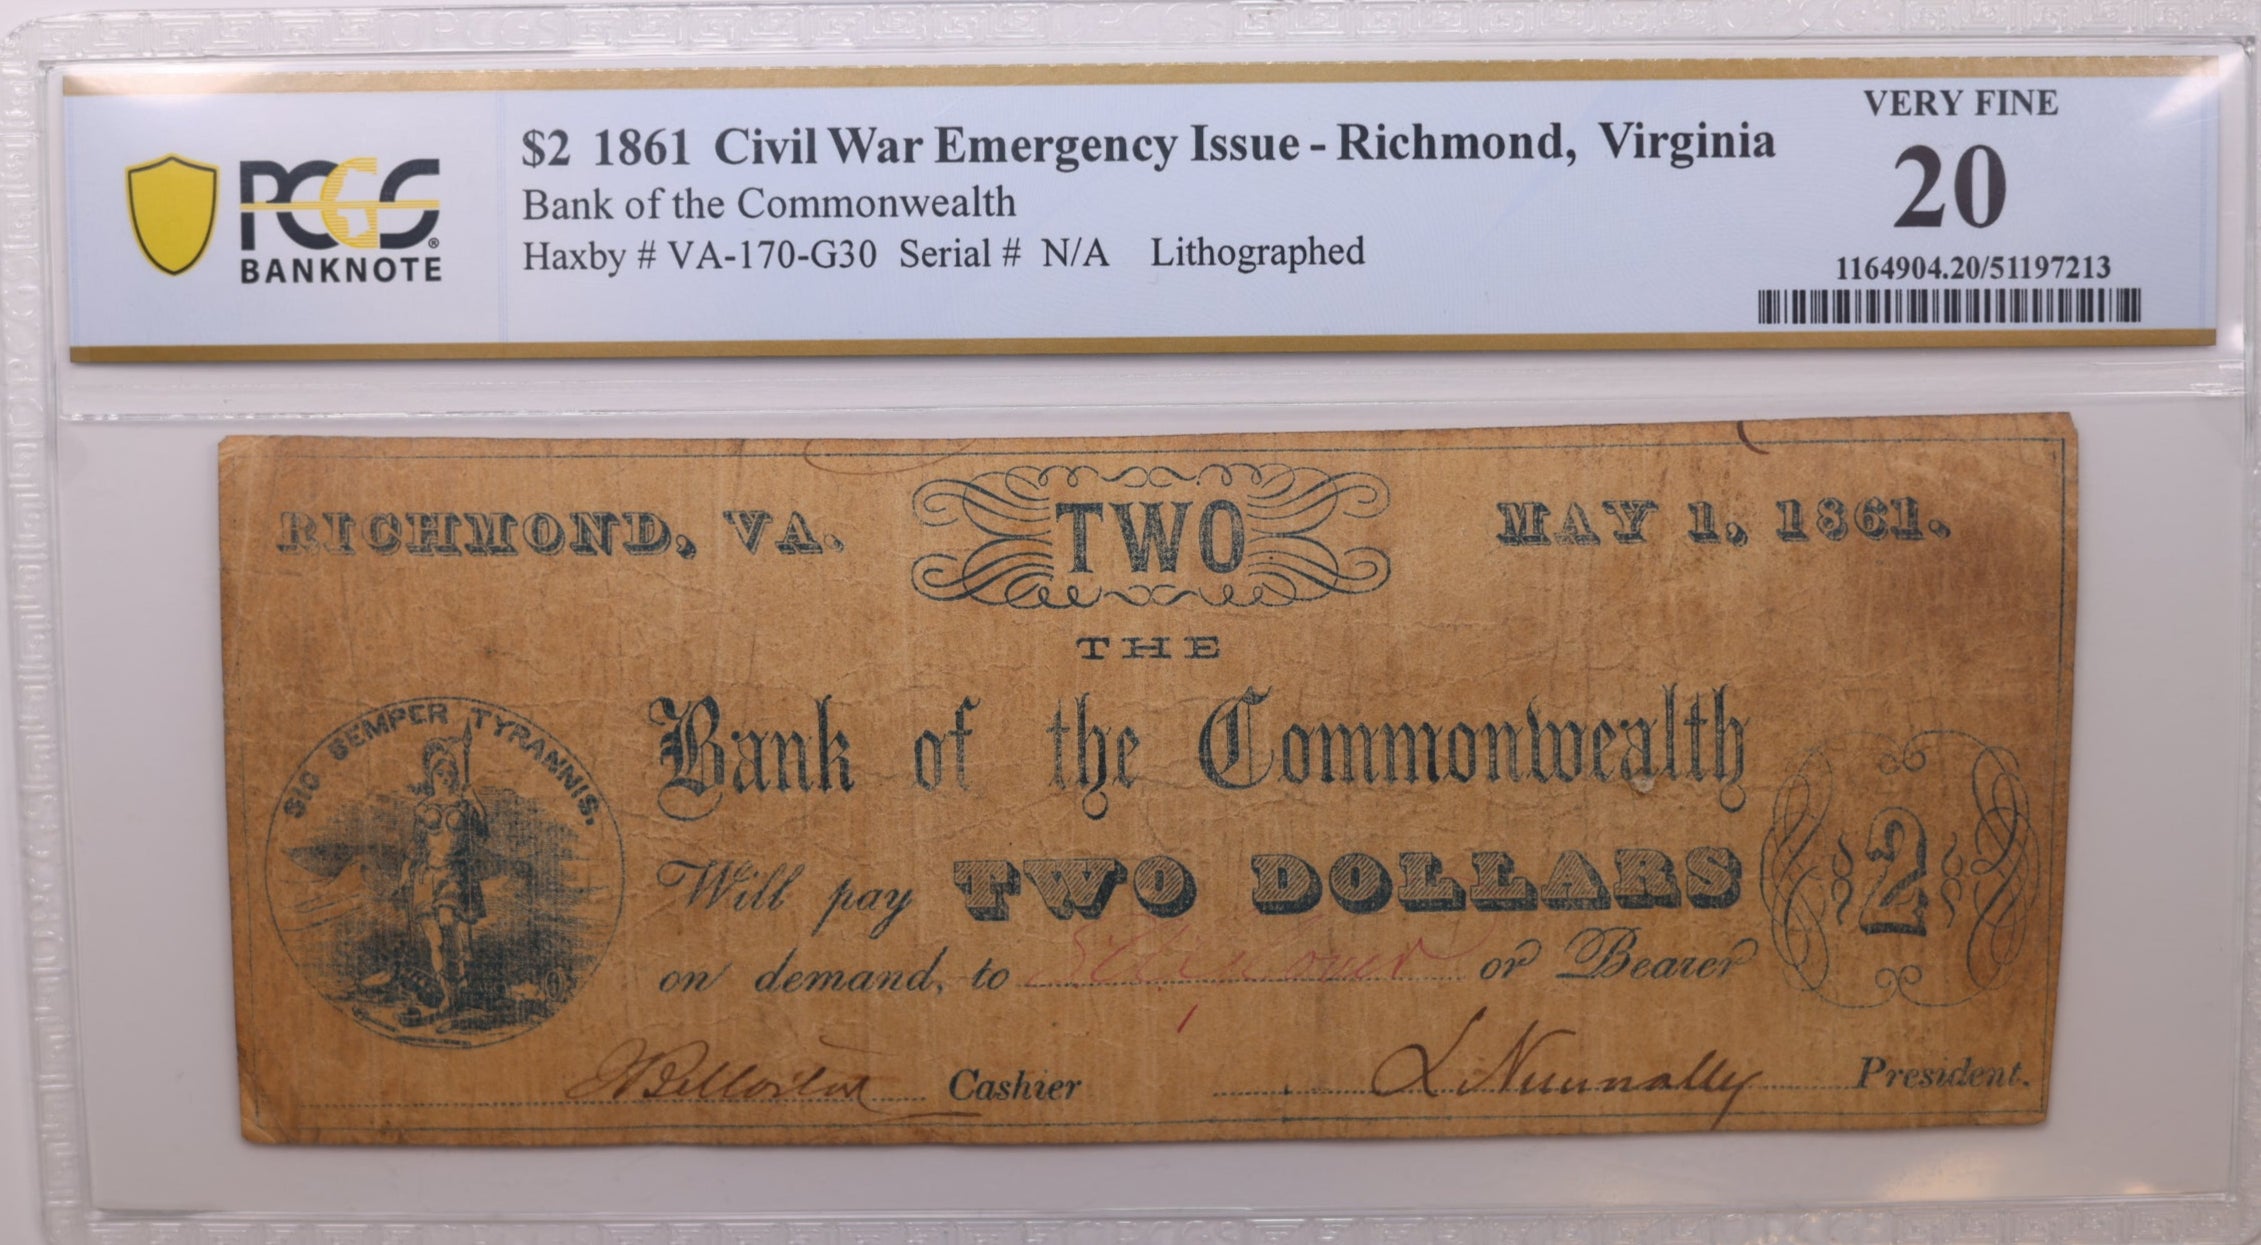 PCGS
BANKNOTE
$2 1861 Civil War Emergency Issue - Richmond, Virginia
Bank of the Commonwealth
Haxby # VA-170-G30 Serial # N/A Lithographed
VERY FINE
20
1164904.20/51197213
RICHMOND, VA.
TWO
MAY 1, 1861.
THE
Bank of the Commonwealth
SIC SEMPER TYRANNIS.
Will pay TWO DOLLARS
2
on demand, to or Bearer
Cashier
L Nunnally President.